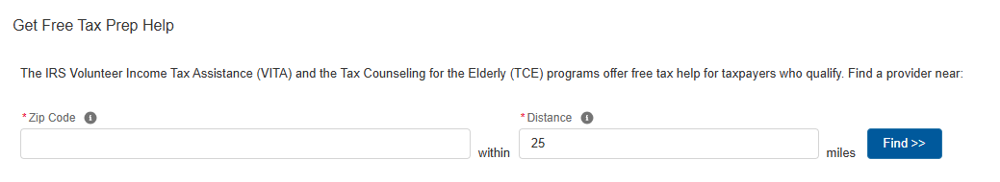 Get Free Tax Prep Help
The IRS Volunteer Income Tax Assistance (VITA) and the Tax Counseling for the Elderly (TCE) programs offer free tax help for taxpayers who qualify. Find a provider near:
* Zip Code
* Distance
within
25
miles
Find >>